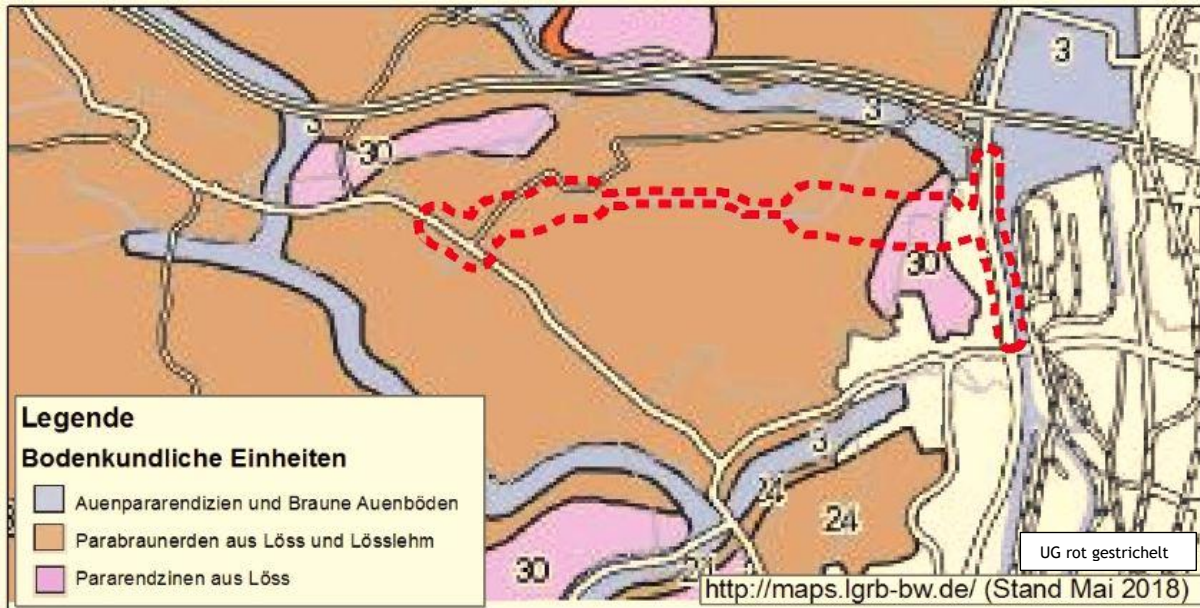 3
3
3
30
30
Legende
Bodenkundliche Einheiten
Auenpararendizien und Braune Auenböden
Parabraunerden aus Löss und Lösslehm
Pararendzinen aus Löss
3
24
24
30
UG rot gestrichelt
http://maps.lgrb-bw.de/ (Stand Mai 2018)